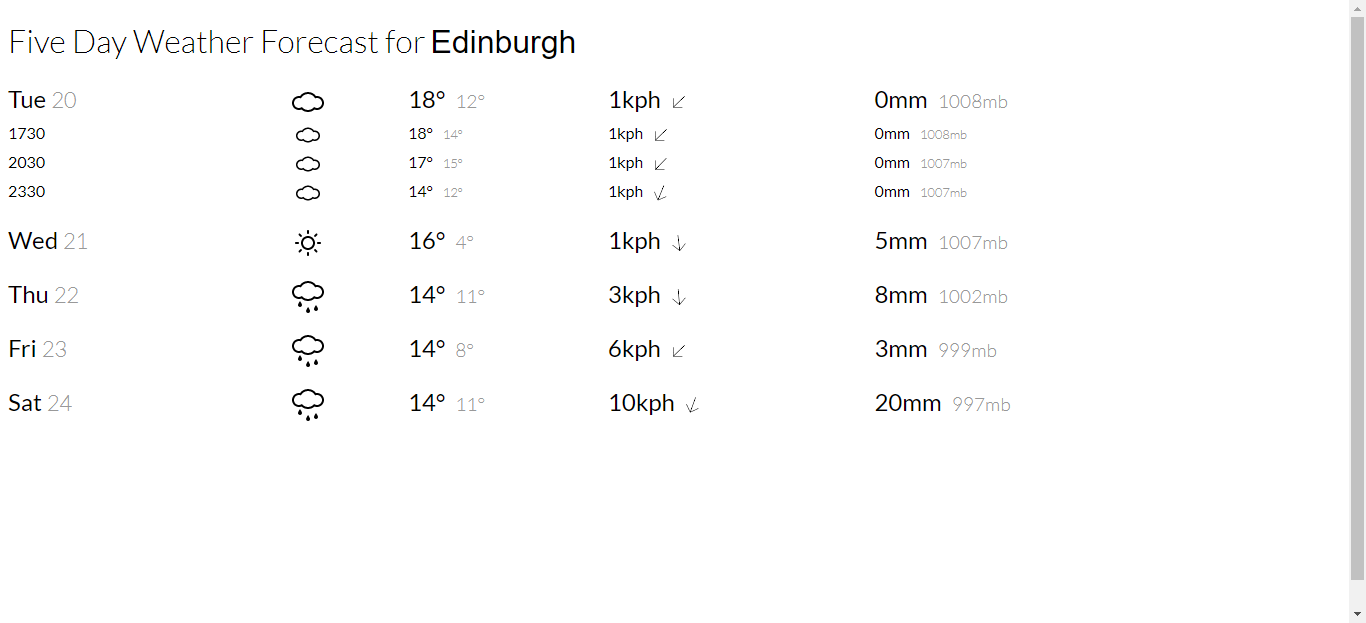 Five Day Weather Forecast for Edinburgh
Tue 20 18° 12° 1kph 0mm 1008mb
1730 18° 14° 1kph 0mm 1008mb
2030 17° 15° 1kph 0mm 1007mb
2330 14° 12° 1kph 0mm 1007mb
Wed 21 16° 4° 1kph 5mm 1007mb
Thu 22 14° 11° 3kph 8mm 1002mb
Fri 23 14° 8° 6kph 3mm 999mb
Sat 24 14° 11° 10kph 20mm 997mb